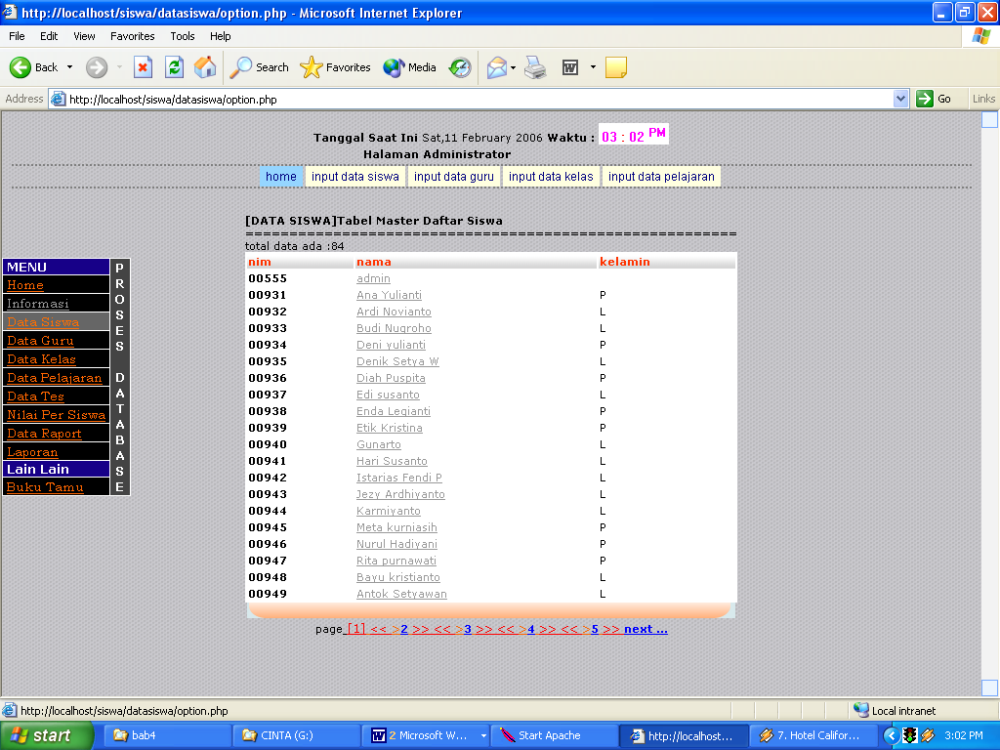 http://localhost/siswa/datasiswa/option.php - Microsoft Internet Explorer
File Edit View Favorites Tools Help
Back Search Favorites Media
Address http://localhost/siswa/datasiswa/option.php Go Links
Tanggal Saat Ini Sat,11 February 2006 Waktu : 03 : 02 PM
Halaman Administrator
home input data siswa input data guru input data kelas input data pelajaran
[DATA SISWA]Tabel Master Daftar Siswa
========================================================
total data ada :84
nim nama kelamin
00555 admin
00931 Ana Yulianti P
00932 Ardi Novianto L
00933 Budi Nugroho L
00934 Deni yulianti P
00935 Denik Setya W L
00936 Diah Puspita P
00937 Edi susanto L
00938 Enda Legianti P
00939 Etik Kristina P
00940 Gunarto L
00941 Hari Susanto L
00942 Istarias Fendi P L
00943 Jezy Ardhiyanto L
00944 Karmiyanto L
00945 Meta kurniasih P
00946 Nurul Hadiyani P
00947 Rita purnawati P
00948 Bayu kristianto L
00949 Antok Setyawan L
page [1] << >2 >> << >3 >> << >4 >> << >5 >> next ...
MENU
Home
Informasi
Data Siswa
Data Guru
Data Kelas
Data Pelajaran
Data Tes
Nilai Per Siswa
Data Raport
Laporan
Lain Lain
Buku Tamu
PROSES DATABASE
http://localhost/siswa/datasiswa/option.php Local intranet
start bab4 CINTA (G:) 2 Microsoft W... Start Apache http://localhost... 7. Hotel Califor... 3:02 PM